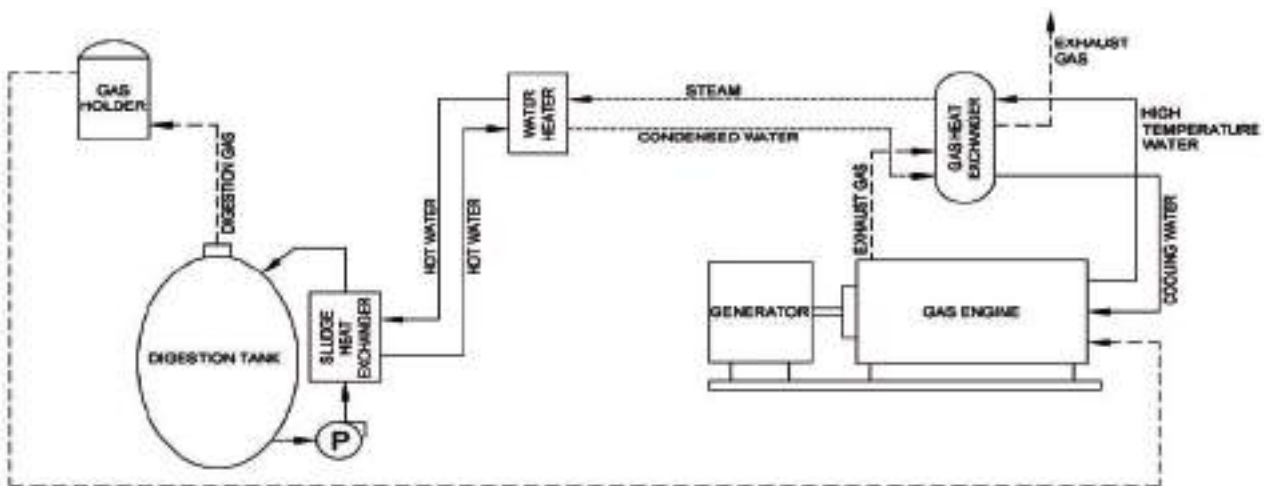 EXHAUST
GAS
GAS
HOLDER
WATER
HEATER
STEAM
CONDENSED WATER
GAS HEAT
EXCHANGER
HIGH
TEMPERATURE
WATER
DIGESTION GAS
HOT WATER
HOT WATER
EXHAUST GAS
COOLING WATER
DIGESTION TANK
SLUDGE
HEAT
EXCHANGER
GENERATOR
GAS ENGINE
P